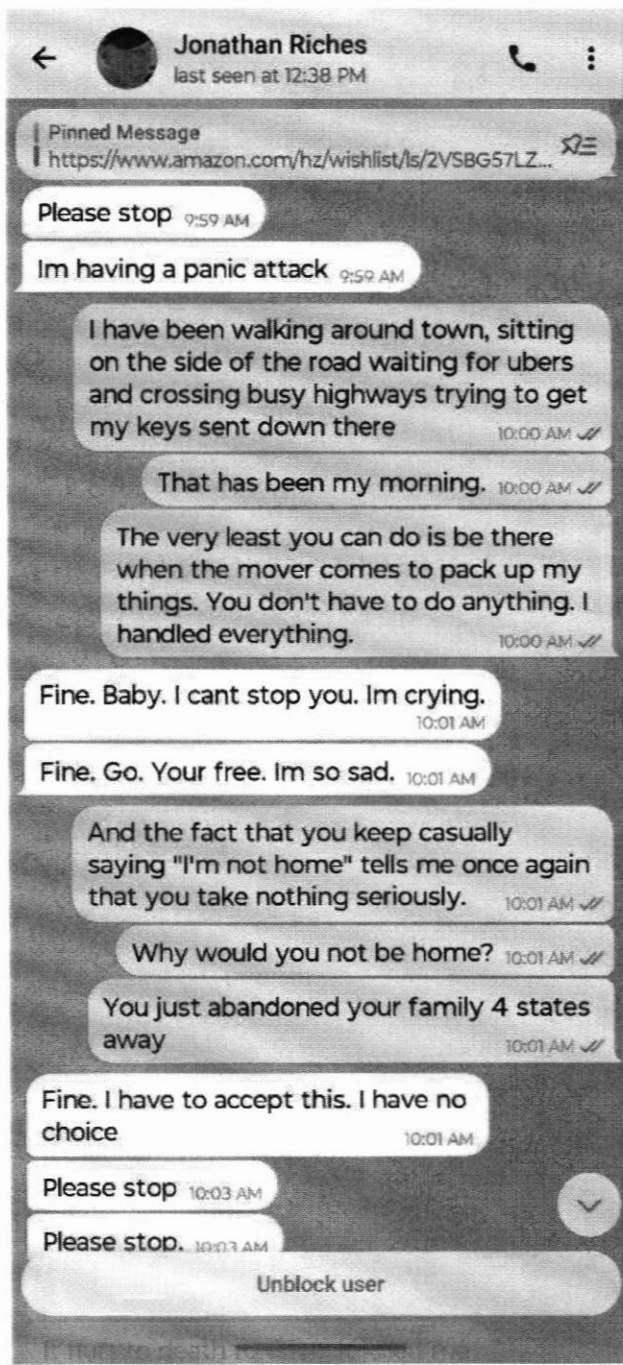 Jonathan Riches
last seen at 12:38 PM
Pinned Message
https://www.amazon.com/hz/wishlist/ls/2VSBG57LZ...
Please stop 9:59 AM
Im having a panic attack 9:59 AM
I have been walking around town, sitting
on the side of the road waiting for ubers
and crossing busy highways trying to get
my keys sent down there 10:00 AM
That has been my morning. 10:00 AM
The very least you can do is be there
when the mover comes to pack up my
things. You don't have to do anything. I
handled everything. 10:00 AM
Fine. Baby. I cant stop you. Im crying.
10:01 AM
Fine. Go. Your free. Im so sad. 10:01 AM
And the fact that you keep casually
saying "I'm not home" tells me once again
that you take nothing seriously. 10:01 AM
Why would you not be home? 10:01 AM
You just abandoned your family 4 states
away 10:01 AM
Fine. I have to accept this. I have no
choice 10:01 AM
Please stop 10:03 AM
Please stop. 10:03 AM
Unblock user